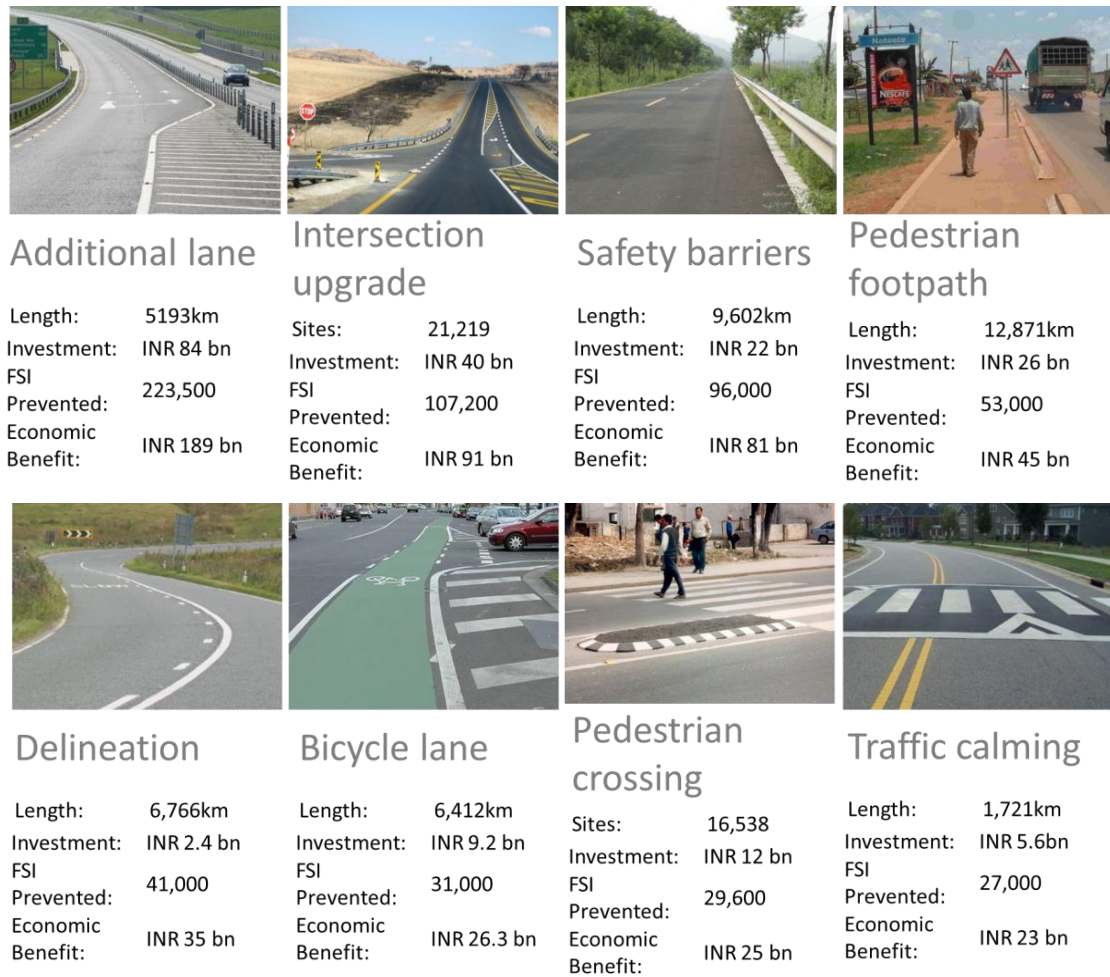 STOP
Nateete
NESCAFE
Additional lane
Length: 5193km
Investment: INR 84 bn
FSI
Prevented: 223,500
Economic
Benefit: INR 189 bn
Intersection
upgrade
Sites: 21,219
Investment: INR 40 bn
FSI
Prevented: 107,200
Economic
Benefit: INR 91 bn
Safety barriers
Length: 9,602km
Investment: INR 22 bn
FSI
Prevented: 96,000
Economic
Benefit: INR 81 bn
Pedestrian
footpath
Length: 12,871km
Investment: INR 26 bn
FSI
Prevented: 53,000
Economic
Benefit: INR 45 bn
Delineation
Length: 6,766km
Investment: INR 2.4 bn
FSI
Prevented: 41,000
Economic
Benefit: INR 35 bn
Bicycle lane
Length: 6,412km
Investment: INR 9.2 bn
FSI
Prevented: 31,000
Economic
Benefit: INR 26.3 bn
Pedestrian
crossing
Sites: 16,538
Investment: INR 12 bn
FSI
Prevented: 29,600
Economic
Benefit: INR 25 bn
Traffic calming
Length: 1,721km
Investment: INR 5.6bn
FSI
Prevented: 27,000
Economic
Benefit: INR 23 bn